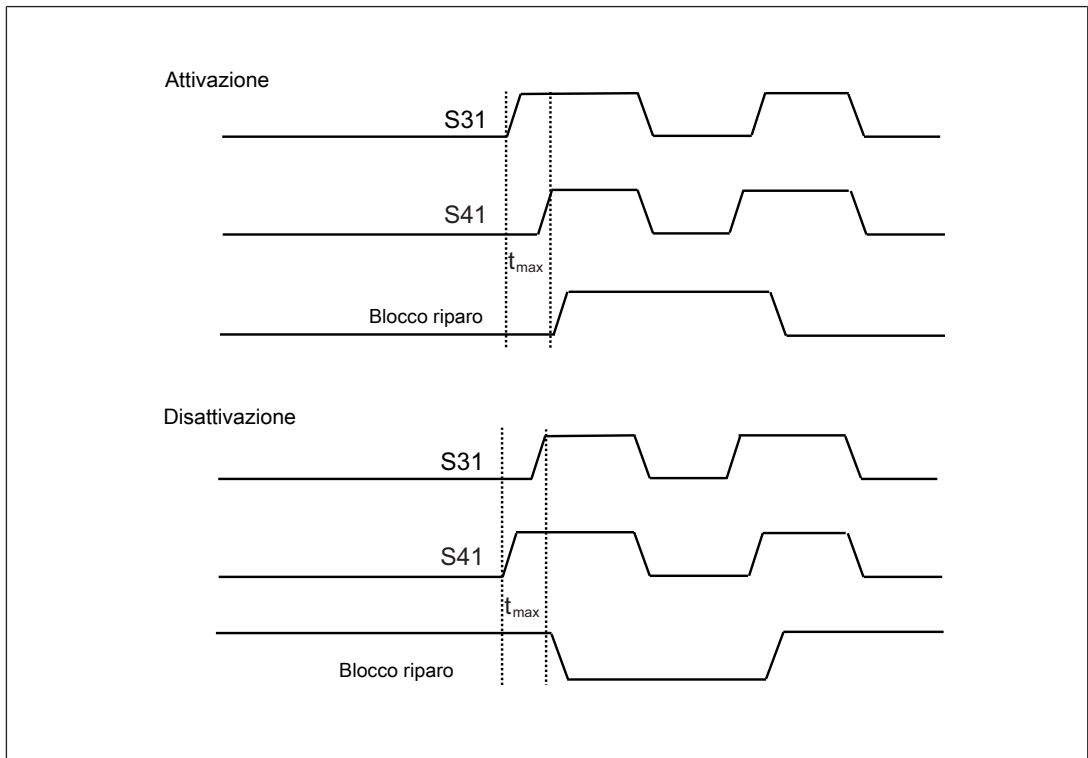 Attivazione
S31
S41
tmax
Blocco riparo
Disattivazione
S31
S41
tmax
Blocco riparo